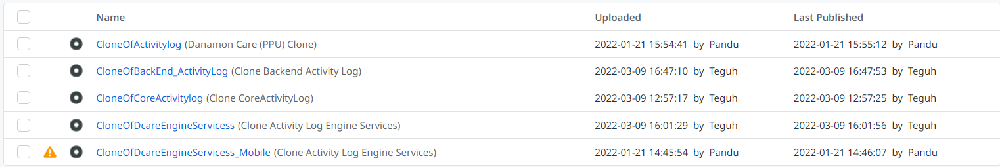 Name Uploaded Last Published
CloneOfActivitylog (Danamon Care (PPU) Clone) 2022-01-21 15:54:41 by Pandu 2022-01-21 15:55:12 by Pandu
CloneOfBackEnd_ActivityLog (Clone Backend Activity Log) 2022-03-09 16:47:10 by Teguh 2022-03-09 16:47:53 by Teguh
CloneOfCoreActivitylog (Clone CoreActivityLog) 2022-03-09 12:57:17 by Teguh 2022-03-09 12:57:25 by Teguh
CloneOfDcareEngineServicess (Clone Activity Log Engine Services) 2022-03-09 16:01:29 by Teguh 2022-03-09 16:01:56 by Teguh
CloneOfDcareEngineServicess_Mobile (Clone Activity Log Engine Services) 2022-01-21 14:45:54 by Pandu 2022-01-21 14:46:07 by Pandu